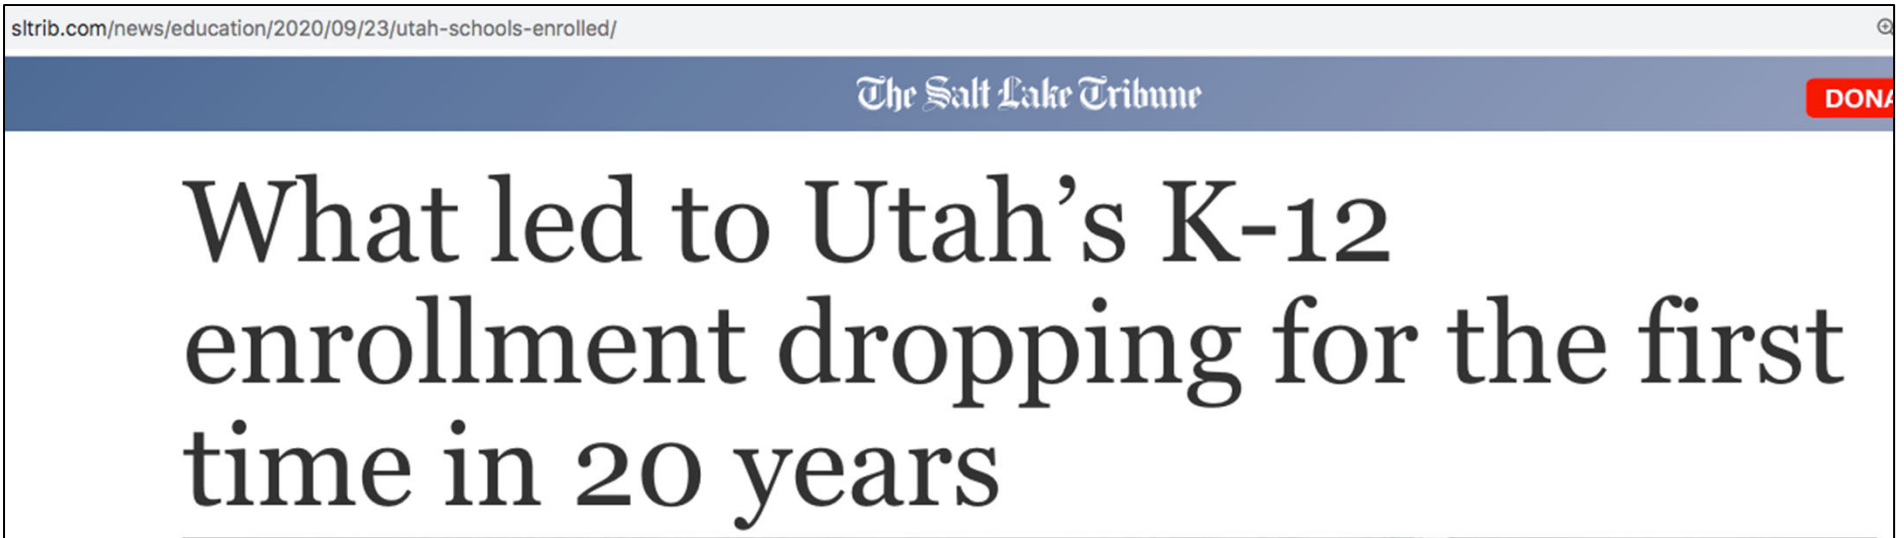 sltrib.com/news/education/2020/09/23/utah-schools-enrolled/
The Salt Lake Tribune
DONA
What led to Utah’s K-12
enrollment dropping for the first
time in 20 years